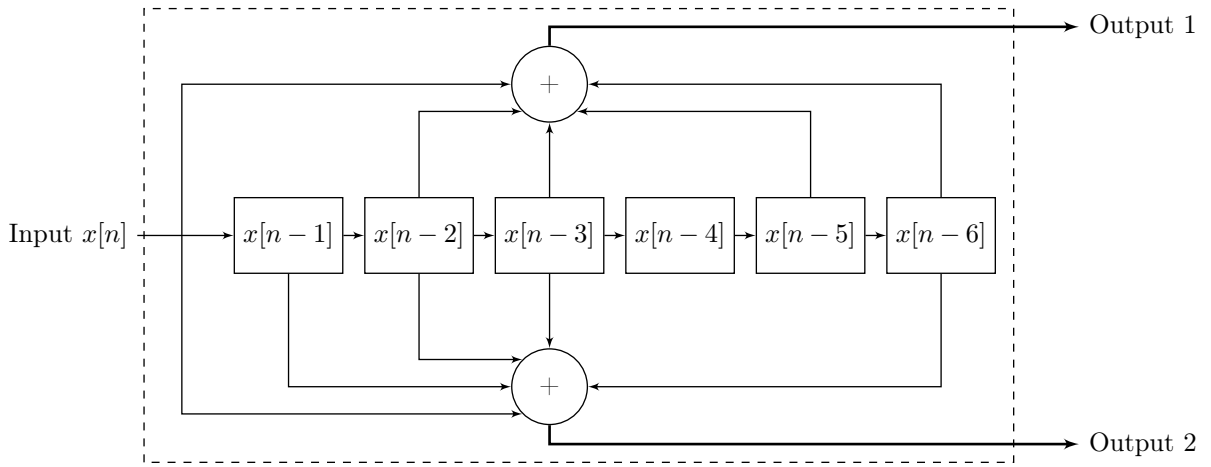 Output 1
+
Input x[n]
x[n − 1]
x[n − 2]
x[n − 3]
x[n − 4]
x[n − 5]
x[n − 6]
+
Output 2